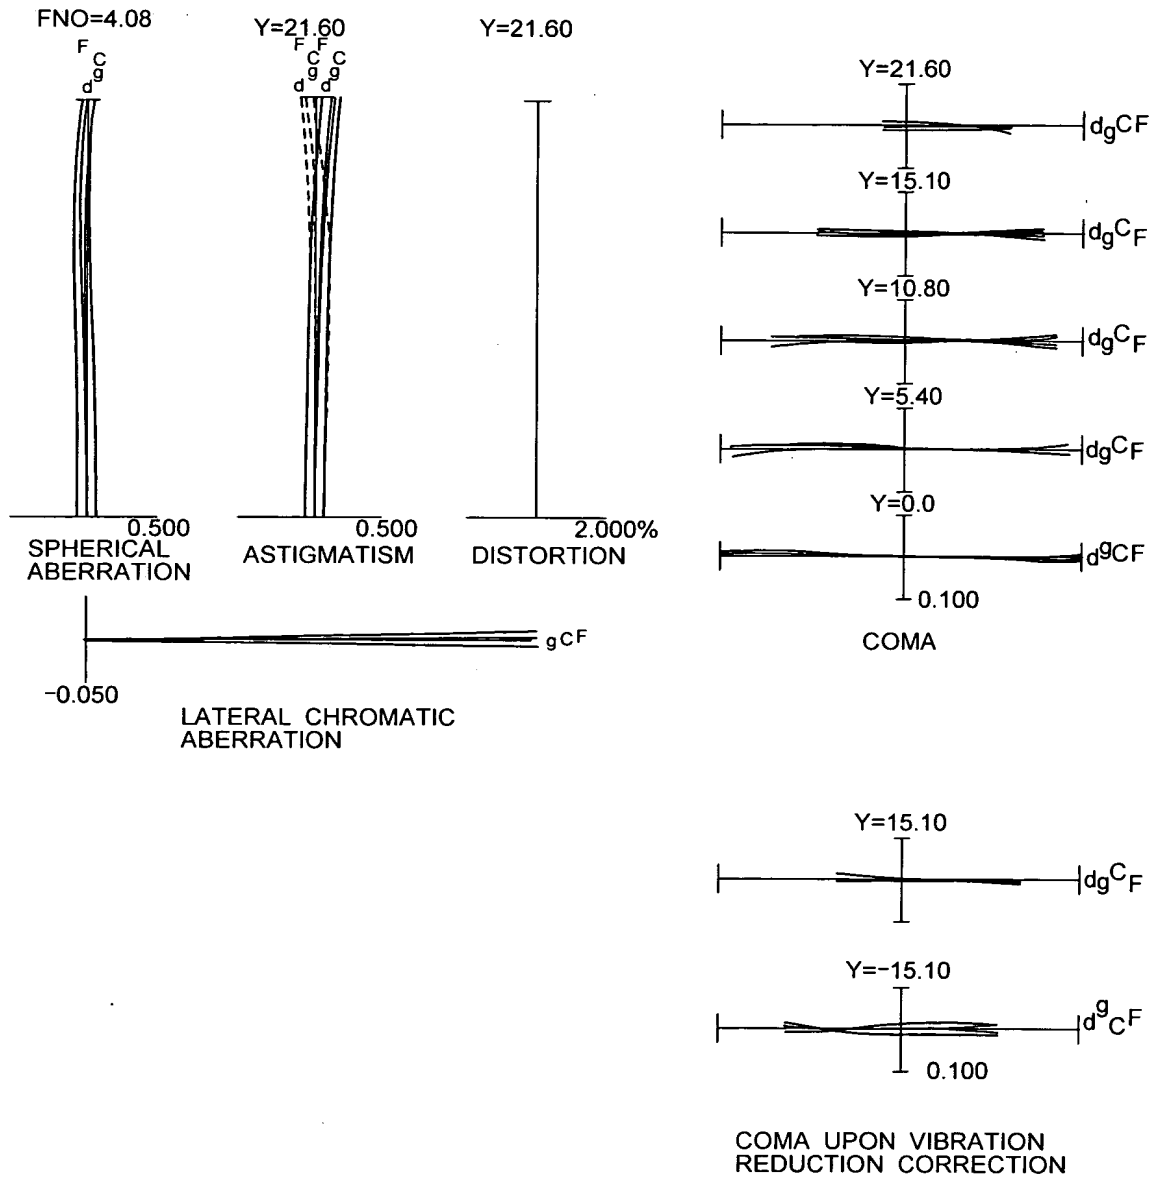 FNO=4.08
F
C
g
d
0.500
SPHERICAL
ABERRATION
Y=21.60
F F
C C
g g
d d
0.500
ASTIGMATISM
Y=21.60
2.000%
DISTORTION
g C F
-0.050
LATERAL CHROMATIC
ABERRATION
Y=21.60
dgCF
Y=15.10
dgCF
Y=10.80
dgCF
Y=5.40
dgCF
Y=0.0
dgCF
0.100
COMA
Y=15.10
dgCF
Y=-15.10
dgCF
0.100
COMA UPON VIBRATION
REDUCTION CORRECTION